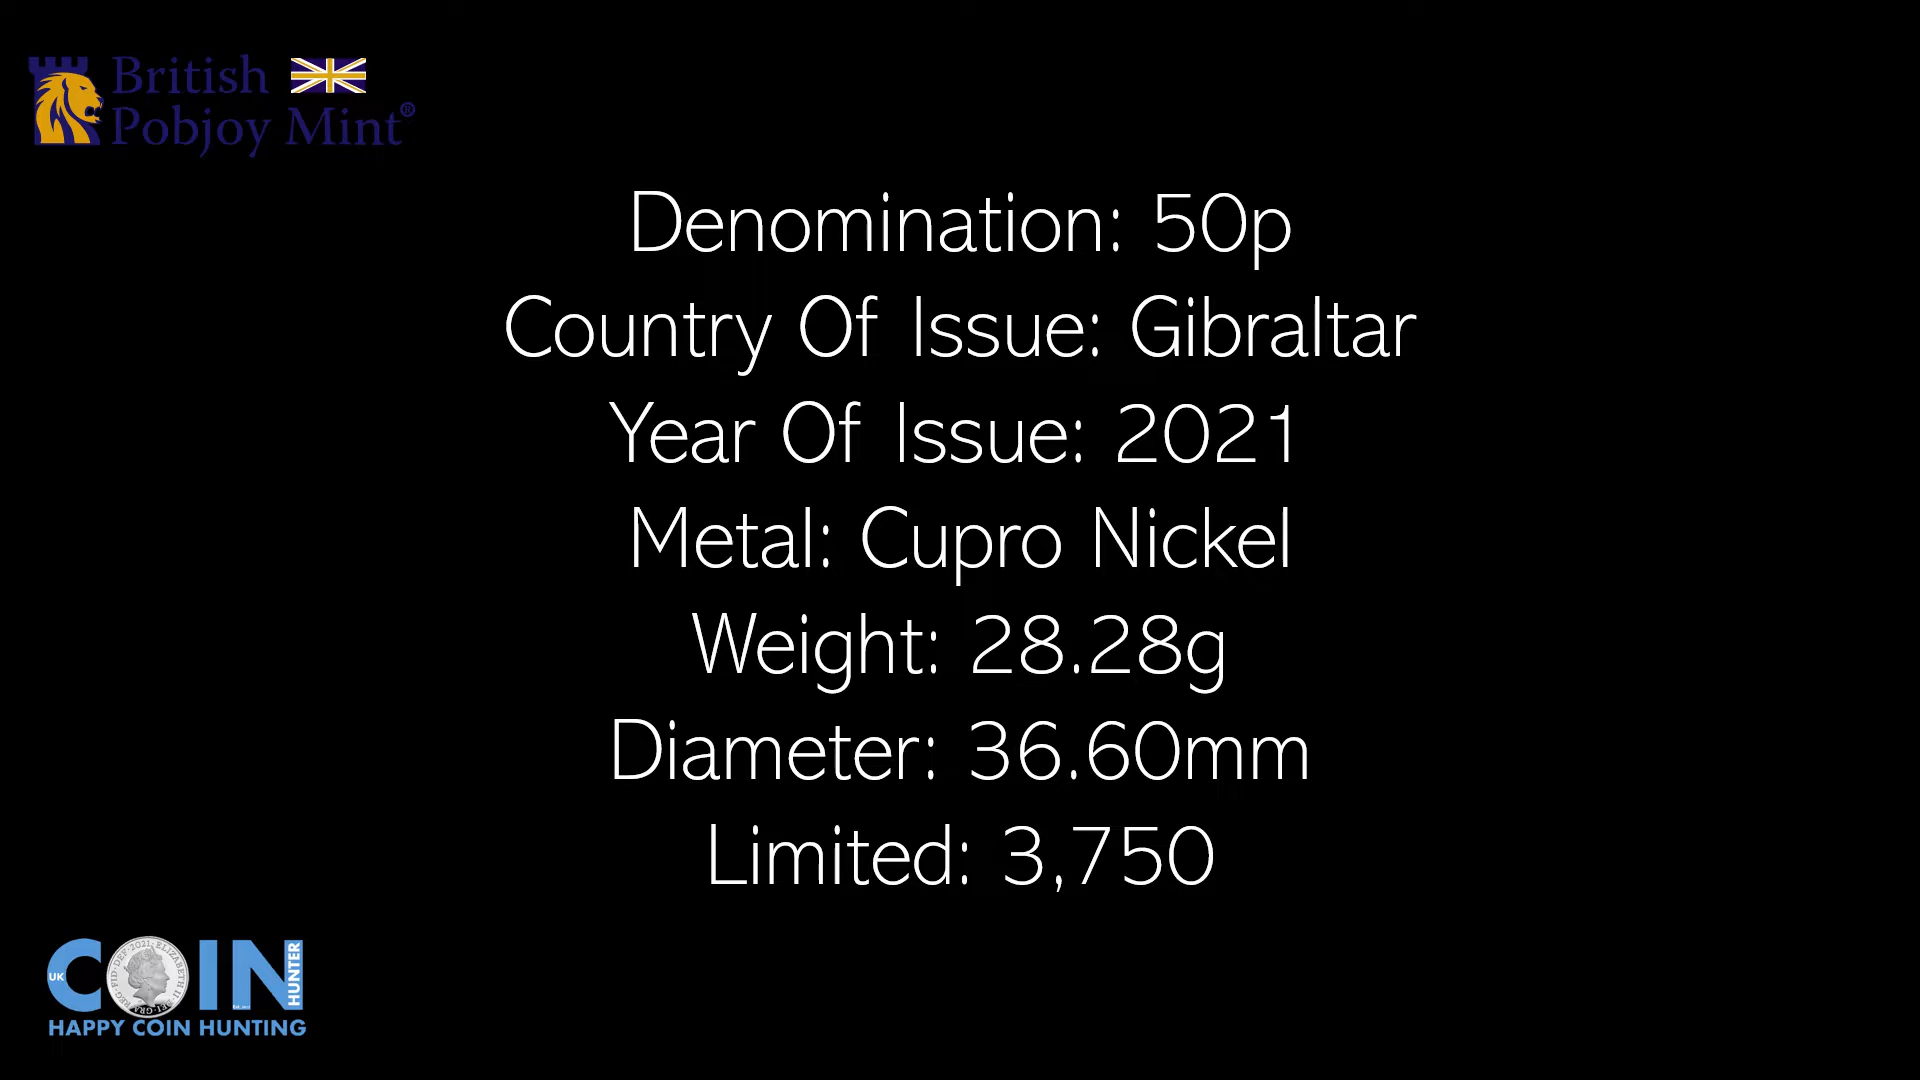 British
Pobjoy Mint®
Denomination: 50p
Country Of Issue: Gibraltar
Year Of Issue: 2021
Metal: Cupro Nickel
Weight: 28.28g
Diameter: 36.60mm
Limited: 3,750
UK COIN HUNTER
HAPPY COIN HUNTING